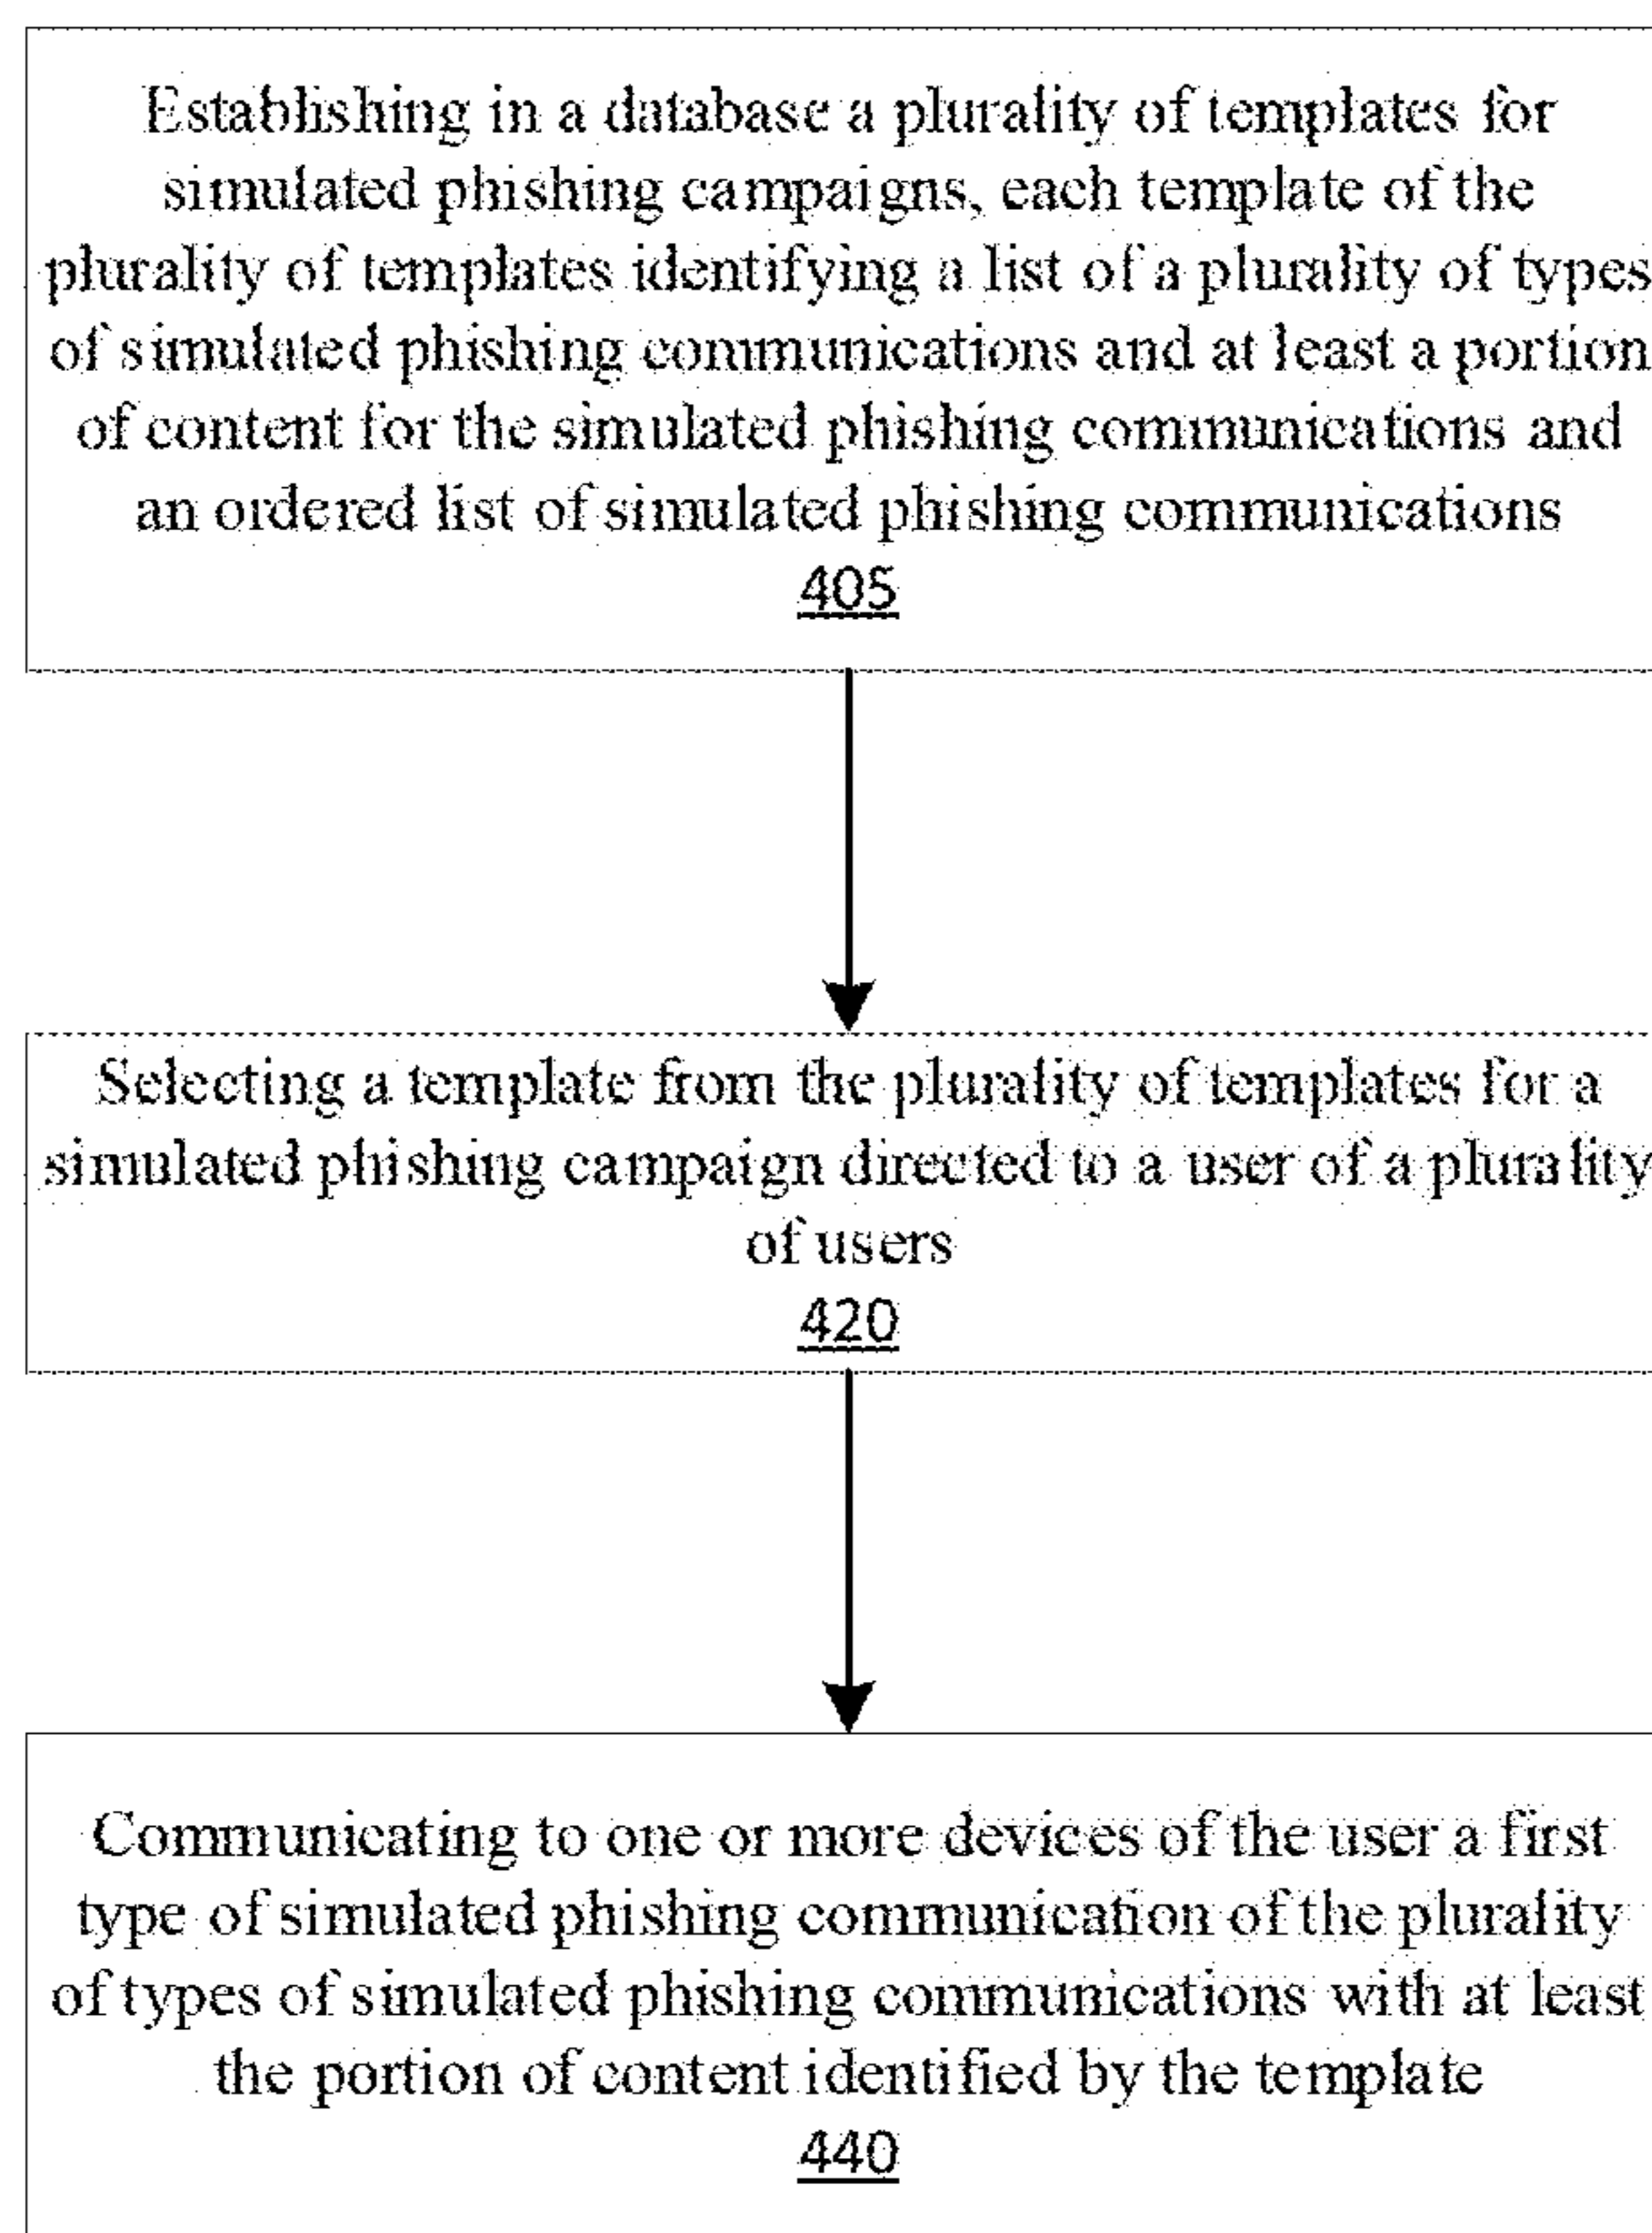 Establishing in a database a plurality of templates for
simulated phishing campaigns, each template of the
plurality of templates identifying a list of a plurality of types
of simulated phishing communications and at least a portion
of content for the simulated phishing communications and
an ordered list of simulated phishing communications
405
Selecting a template from the plurality of templates for a
simulated phishing campaign directed to a user of a plurality
of users
420
Communicating to one or more devices of the user a first
type of simulated phishing communication of the plurality
of types of simulated phishing communications with at least
the portion of content identified by the template
440